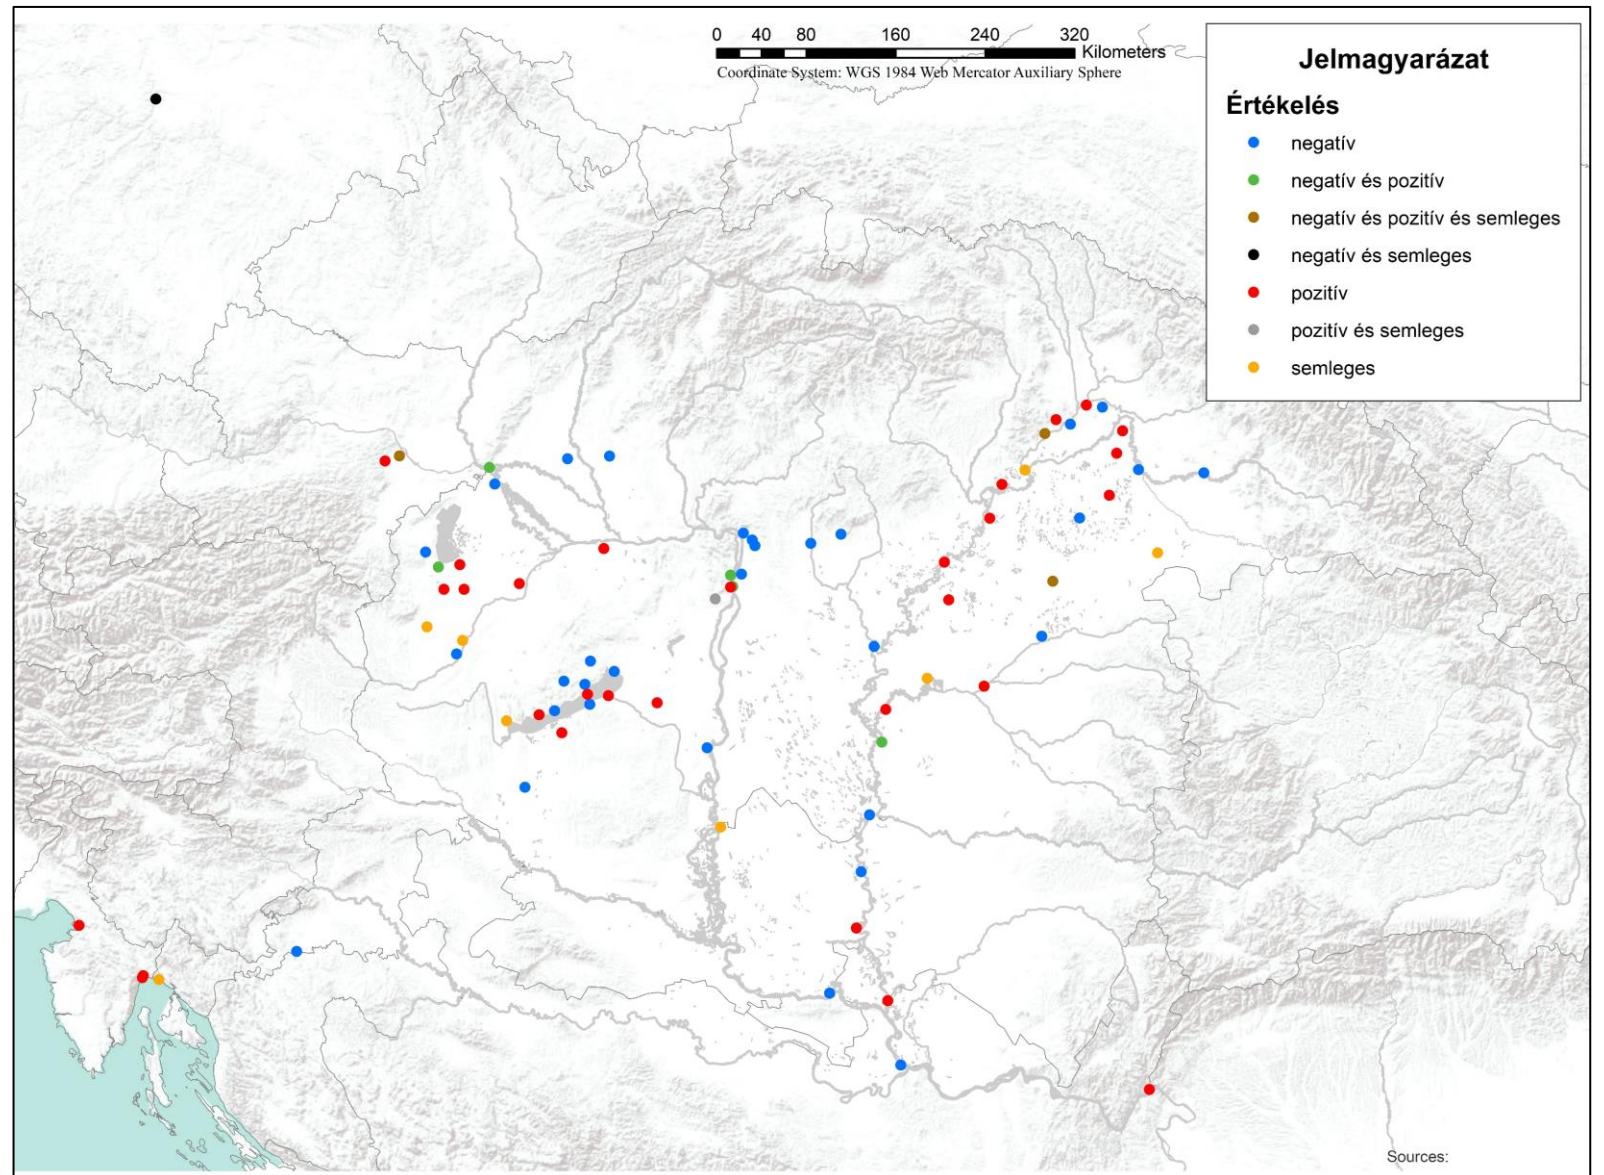 0 40 80 160 240 320
Kilometers
Coordinate System: WGS 1984 Web Mercator Auxiliary Sphere
Jelmagyarázat
Értékelés
negatív
negatív és pozitív
negatív és pozitív és semleges
negatív és semleges
pozitív
pozitív és semleges
semleges
Sources: